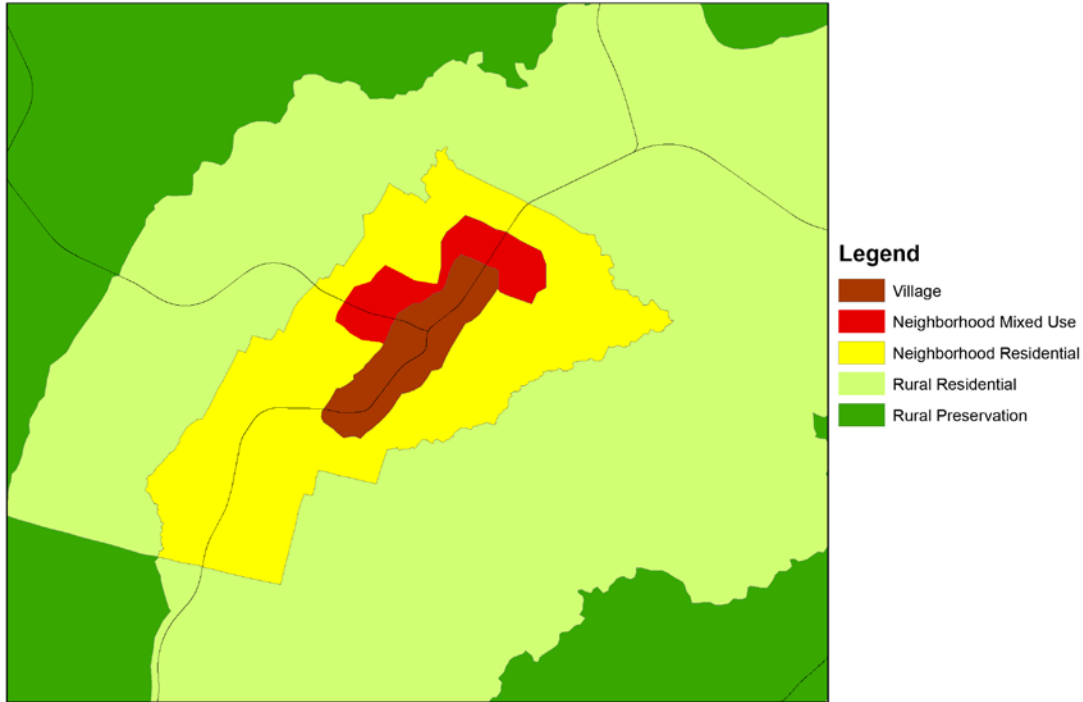 Legend
Village
Neighborhood Mixed Use
Neighborhood Residential
Rural Residential
Rural Preservation